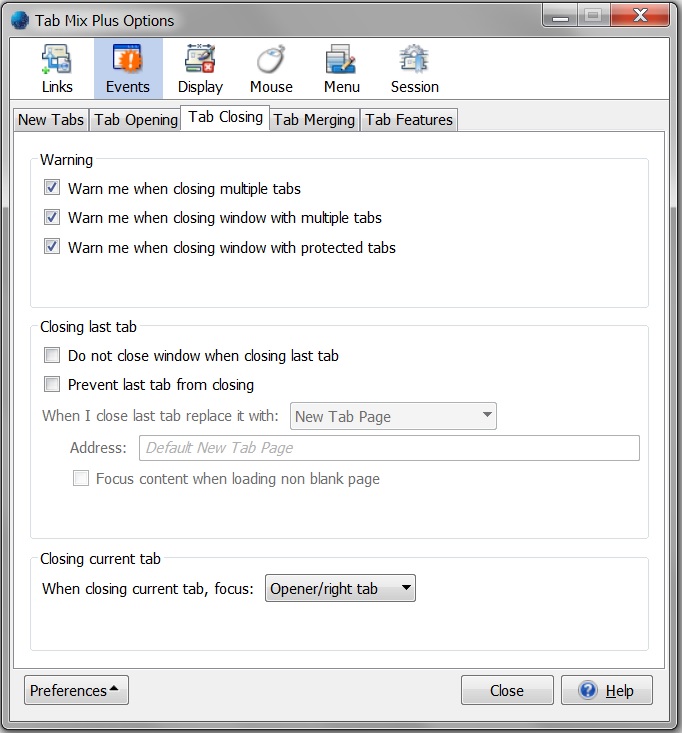 Tab Mix Plus Options
Links Events Display Mouse Menu Session
New Tabs Tab Opening Tab Closing Tab Merging Tab Features
Warning
Warn me when closing multiple tabs
Warn me when closing window with multiple tabs
Warn me when closing window with protected tabs
Closing last tab
Do not close window when closing last tab
Prevent last tab from closing
When I close last tab replace it with: New Tab Page
Address: Default New Tab Page
Focus content when loading non blank page
Closing current tab
When closing current tab, focus: Opener/right tab
Preferences Close Help